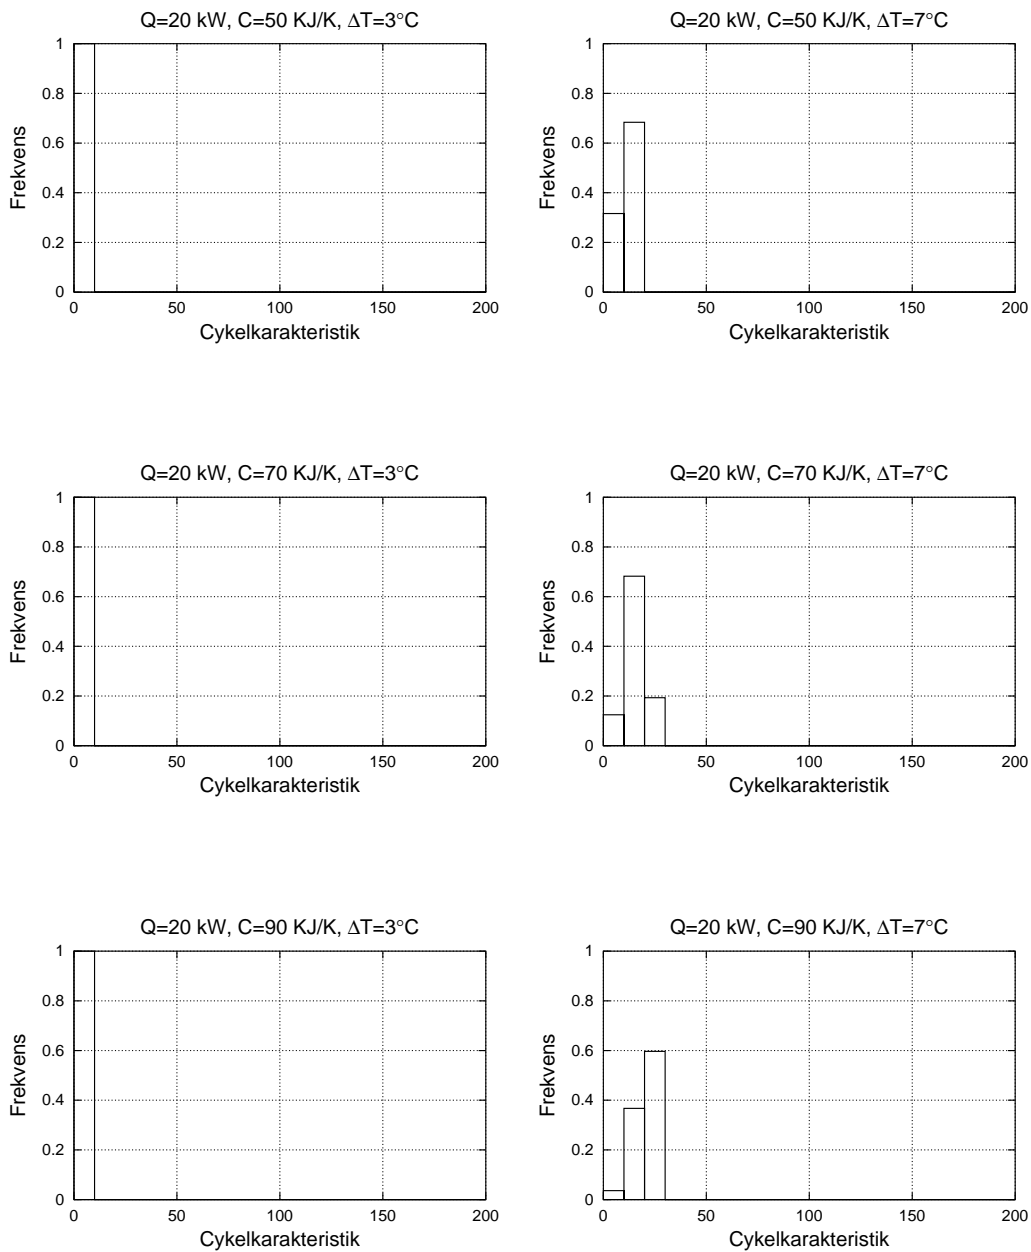 Q=20 kW, C=50 KJ/K, ΔT=3°C
1
0.8
0.6
0.4
0.2
0
Frekvens
0 50 100 150 200
Cykelkarakteristik
Q=20 kW, C=50 KJ/K, ΔT=7°C
1
0.8
0.6
0.4
0.2
0
Frekvens
0 50 100 150 200
Cykelkarakteristik
Q=20 kW, C=70 KJ/K, ΔT=3°C
1
0.8
0.6
0.4
0.2
0
Frekvens
0 50 100 150 200
Cykelkarakteristik
Q=20 kW, C=70 KJ/K, ΔT=7°C
1
0.8
0.6
0.4
0.2
0
Frekvens
0 50 100 150 200
Cykelkarakteristik
Q=20 kW, C=90 KJ/K, ΔT=3°C
1
0.8
0.6
0.4
0.2
0
Frekvens
0 50 100 150 200
Cykelkarakteristik
Q=20 kW, C=90 KJ/K, ΔT=7°C
1
0.8
0.6
0.4
0.2
0
Frekvens
0 50 100 150 200
Cykelkarakteristik